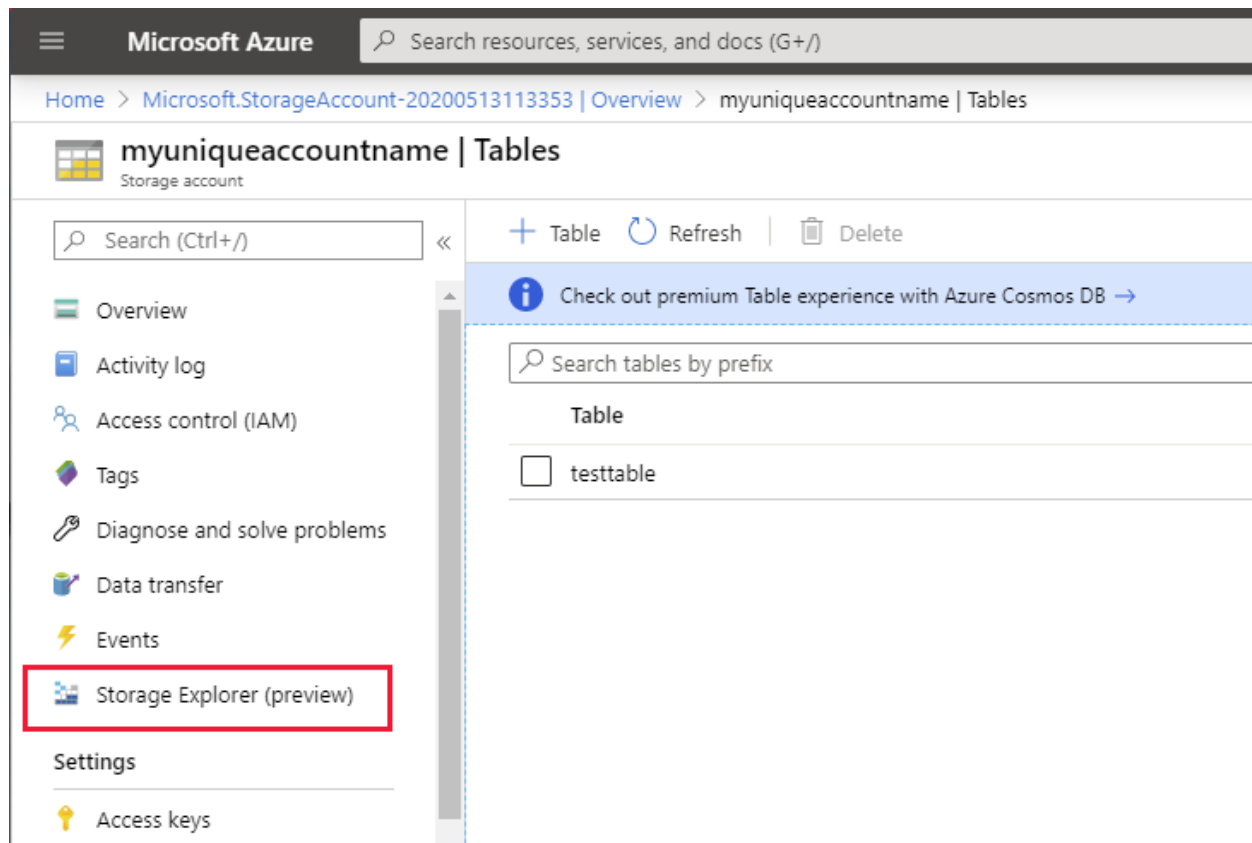 Microsoft Azure
Search resources, services, and docs (G+/)
Home > Microsoft.StorageAccount-20200513113353 | Overview > myuniqueaccountname | Tables
myuniqueaccountname | Tables
Storage account
Search (Ctrl+/)
«
Overview
Activity log
Access control (IAM)
Tags
Diagnose and solve problems
Data transfer
Events
Storage Explorer (preview)
Settings
Access keys
+ Table
Refresh
Delete
Check out premium Table experience with Azure Cosmos DB →
Search tables by prefix
Table
testtable